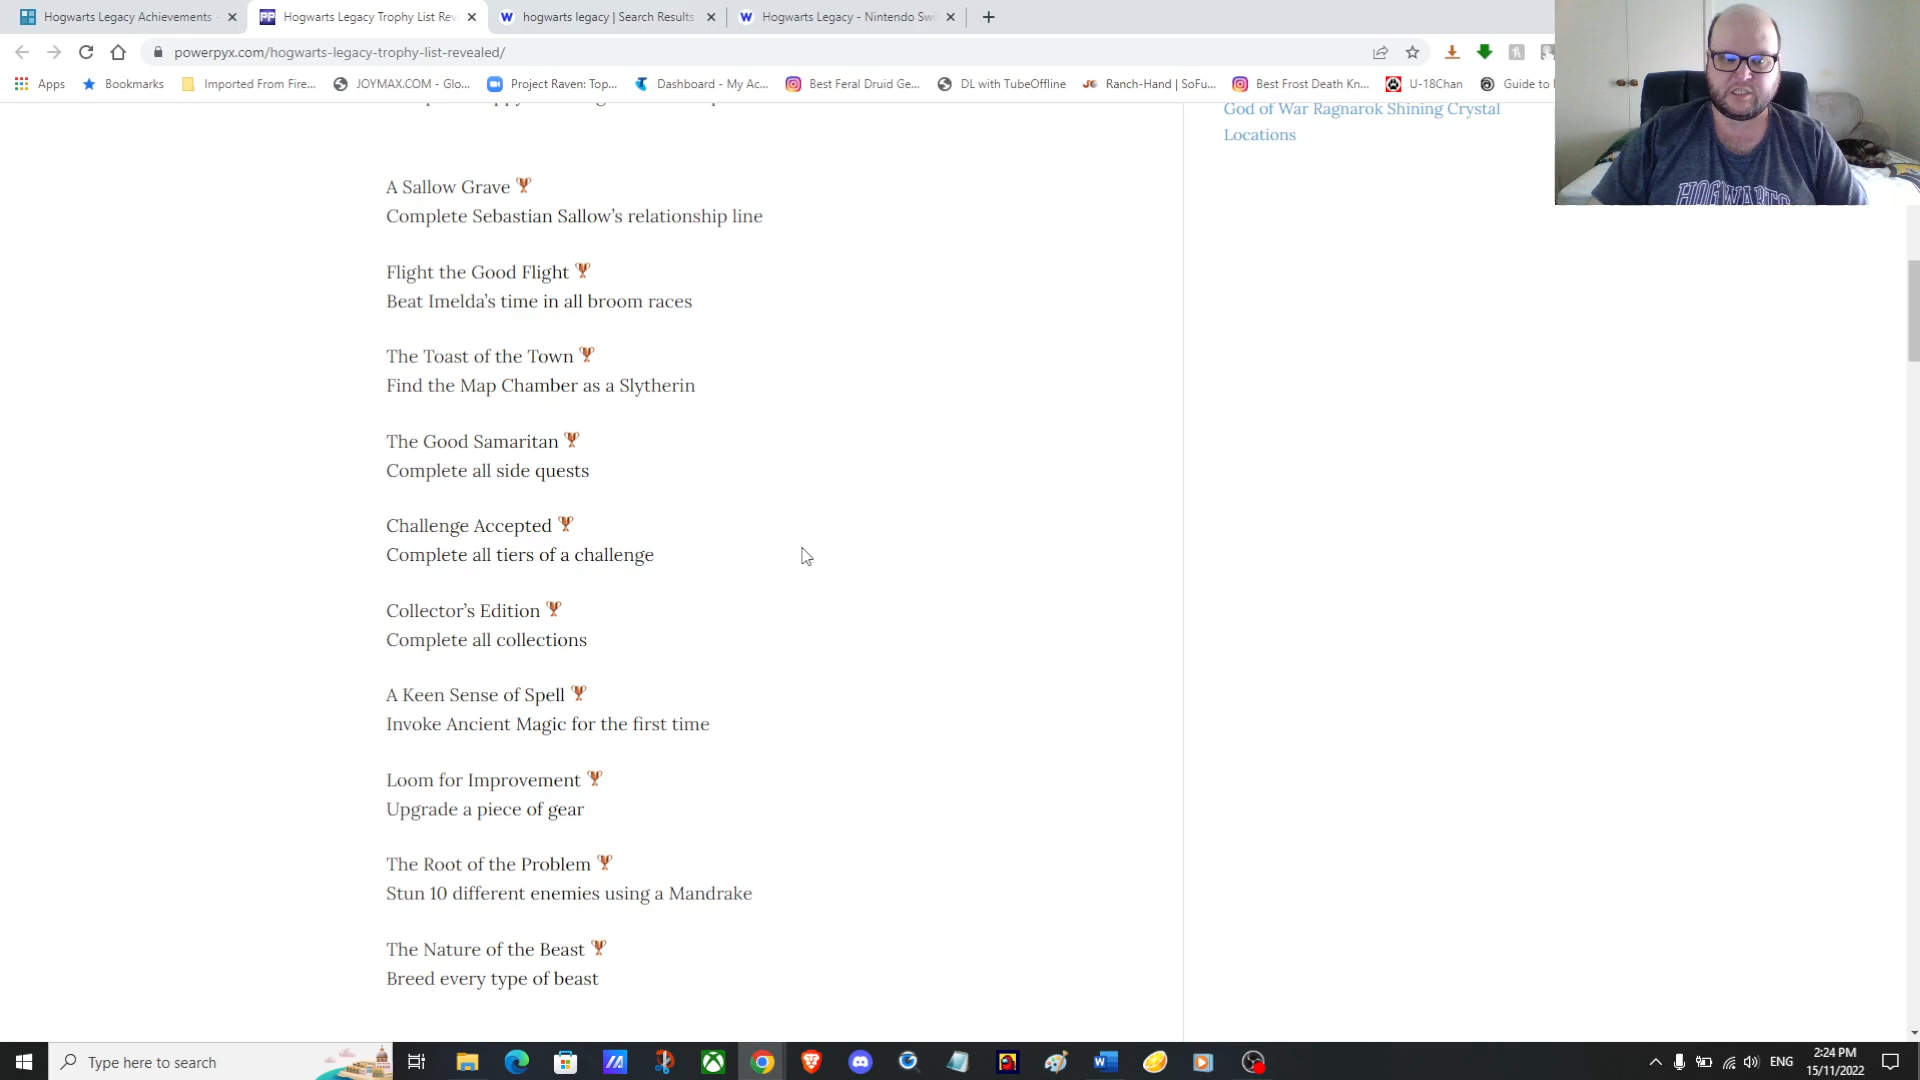 Hogwarts Legacy Achievements
Hogwarts Legacy Trophy List Rev
hogwarts legacy | Search Results
Hogwarts Legacy - Nintendo Swi
powerpyx.com/hogwarts-legacy-trophy-list-revealed/
Apps
Bookmarks
Imported From Fire...
JOYMAX.COM - Glo...
Project Raven: Top...
Dashboard - My Ac...
Best Feral Druid Ge...
DL with TubeOffline
Ranch-Hand | SoFu...
Best Frost Death Kn...
U-18Chan
Guide to
God of War Ragnarok Shining Crystal
Locations
HOGWARTS
A Sallow Grave
Complete Sebastian Sallow's relationship line
Flight the Good Flight
Beat Imelda's time in all broom races
The Toast of the Town
Find the Map Chamber as a Slytherin
The Good Samaritan
Complete all side quests
Challenge Accepted
Complete all tiers of a challenge
Collector's Edition
Complete all collections
A Keen Sense of Spell
Invoke Ancient Magic for the first time
Loom for Improvement
Upgrade a piece of gear
The Root of the Problem
Stun 10 different enemies using a Mandrake
The Nature of the Beast
Breed every type of beast
Type here to search
ENG
2:24 PM
15/11/2022